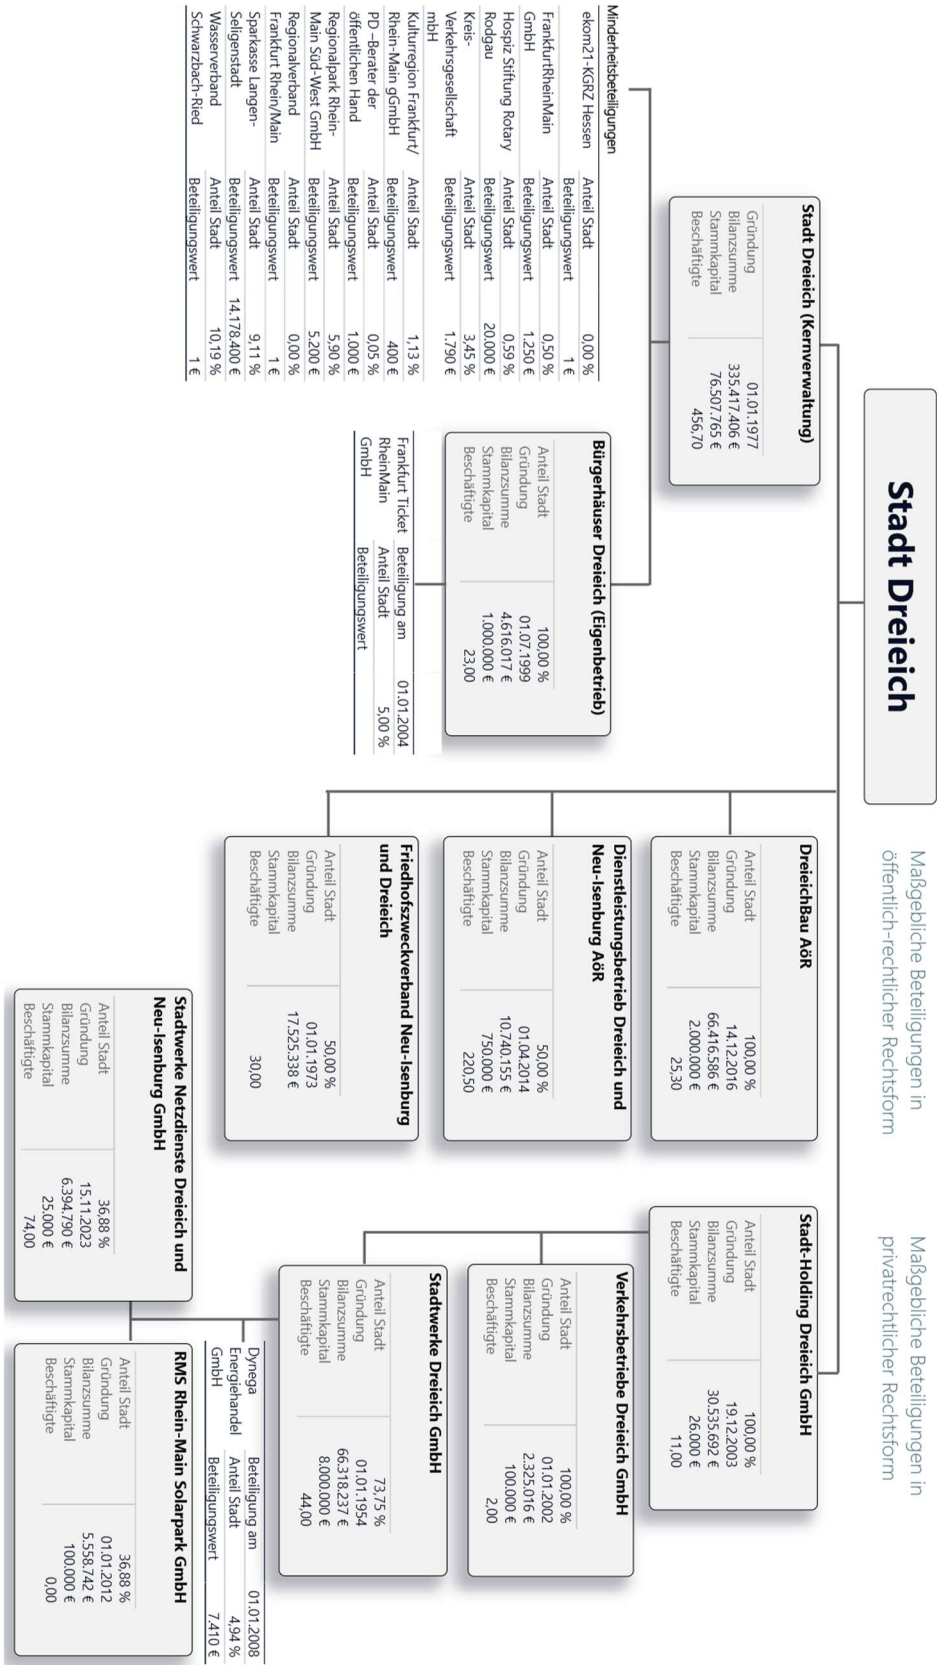 Stadt Dreieich
Maßgebliche Beteiligungen in
öffentlich-rechtlicher Rechtsform
Maßgebliche Beteiligungen in
privatrechtlicher Rechtsform
Stadt Dreieich (Kernverwaltung)
Gründung 01.01.1977
Bilanzsumme 335.417.406 €
Stammkapital 76.507.765 €
Beschäftigte 456,70
Minderheitsbeteiligungen
ekom21-KGRZ Hessen Anteil Stadt 0,00 %
Beteiligungswert 1 €
FrankfurtRheinMain Anteil Stadt 0,50 %
GmbH Beteiligungswert 1.250 €
Hospiz Stiftung Rotary Anteil Stadt 0,59 %
Rodgau Beteiligungswert 20.000 €
Kreis- Anteil Stadt 3,45 %
Verkehrsgesellschaft Beteiligungswert 1.790 €
mbH
Kulturregion Frankfurt/ Anteil Stadt 1,13 %
Rhein-Main gGmbH Beteiligungswert 400 €
PD –Berater der Anteil Stadt 0,05 %
öffentlichen Hand Beteiligungswert 1.000 €
Regionalpark Rhein- Anteil Stadt 5,90 %
Main Süd-West GmbH Beteiligungswert 5.200 €
Regionalverband Anteil Stadt 0,00 %
Frankfurt Rhein/Main Beteiligungswert 1 €
Sparkasse Langen- Anteil Stadt 9,11 %
Seligenstadt Beteiligungswert 14.178.400 €
Wasserverband Anteil Stadt 10,19 %
Schwarzbach-Ried Beteiligungswert 1 €
Bürgerhäuser Dreieich (Eigenbetrieb)
Anteil Stadt 100,00 %
Gründung 01.07.1999
Bilanzsumme 4.616.017 €
Stammkapital 1.000.000 €
Beschäftigte 23,00
Frankfurt Ticket Beteiligung am 01.01.2004
RheinMain Anteil Stadt 5,00 %
GmbH Beteiligungswert
DreieichBau AöR
Anteil Stadt 100,00 %
Gründung 14.12.2016
Bilanzsumme 66.416.586 €
Stammkapital 2.000.000 €
Beschäftigte 25,30
Dienstleistungsbetrieb Dreieich und
Neu-Isenburg AöR
Anteil Stadt 50,00 %
Gründung 01.04.2014
Bilanzsumme 10.740.155 €
Stammkapital 750.000 €
Beschäftigte 220,50
Friedhofszweckverband Neu-Isenburg
und Dreieich
Anteil Stadt 50,00 %
Gründung 01.01.1973
Bilanzsumme 17.525.338 €
Stammkapital
Beschäftigte 30,00
Stadt-Holding Dreieich GmbH
Anteil Stadt 100,00 %
Gründung 19.12.2003
Bilanzsumme 30.535.692 €
Stammkapital 26.000 €
Beschäftigte 11,00
Verkehrsbetriebe Dreieich GmbH
Anteil Stadt 100,00 %
Gründung 01.01.2002
Bilanzsumme 2.325.016 €
Stammkapital 100.000 €
Beschäftigte 2,00
Stadtwerke Dreieich GmbH
Anteil Stadt 73,75 %
Gründung 01.01.1954
Bilanzsumme 66.318.237 €
Stammkapital 8.000.000 €
Beschäftigte 44,00
Dynega Beteiligung am 01.01.2008
Energiehandel Anteil Stadt 4,94 %
GmbH Beteiligungswert 7.410 €
Stadtwerke Netzdienste Dreieich und
Neu-Isenburg GmbH
Anteil Stadt 36,88 %
Gründung 15.11.2023
Bilanzsumme 6.394.790 €
Stammkapital 25.000 €
Beschäftigte 74,00
RMS Rhein-Main Solarpark GmbH
Anteil Stadt 36,88 %
Gründung 01.01.2012
Bilanzsumme 5.558.742 €
Stammkapital 100.000 €
Beschäftigte 0,00